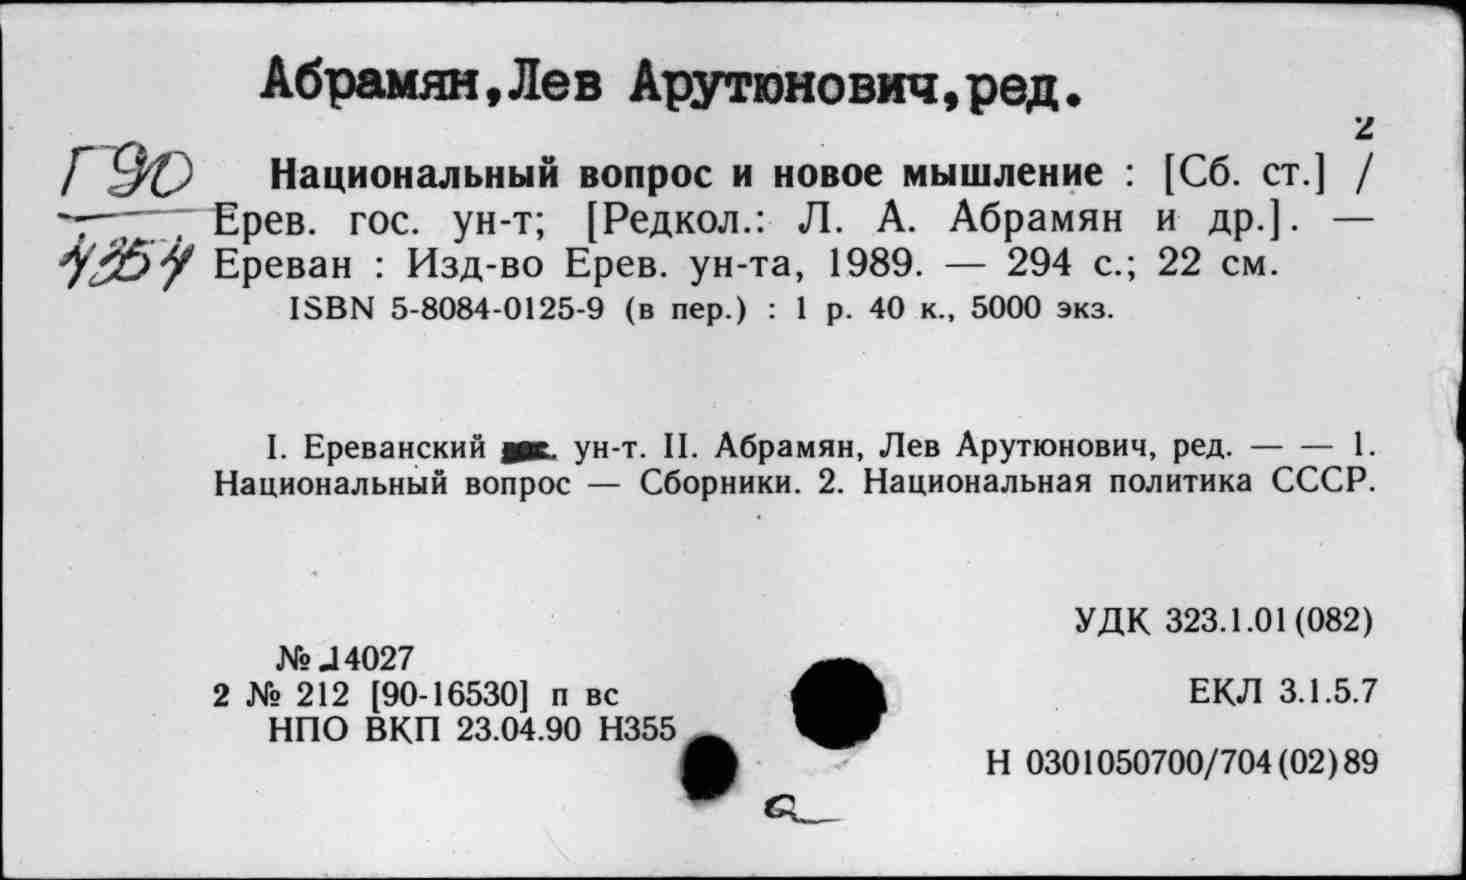 Абрамян,Лев Арутюнович,ред.
2
Г90
Национальный вопрос и новое мышление : [Сб. ст.] /
Ерев. гос. ун-т; [Редкол.: Л. А. Абрамян и др.]. —
Ереван : Изд-во Ерев. ун-та, 1989. — 294 с.; 22 см.
ISBN 5-8084-0125-9 (в пер.) : 1 р. 40 к., 5000 экз.
I. Ереванский ун-т. II. Абрамян, Лев Арутюнович, ред. — — 1.
Национальный вопрос — Сборники. 2. Национальная политика СССР.
УДК 323.1.01(082)
№ 14027
2 № 212 [90-16530] п вс
ЕКЛ 3.1.5.7
НПО ВКП 23.04.90 Н355
Н 0301050700/704(02)89